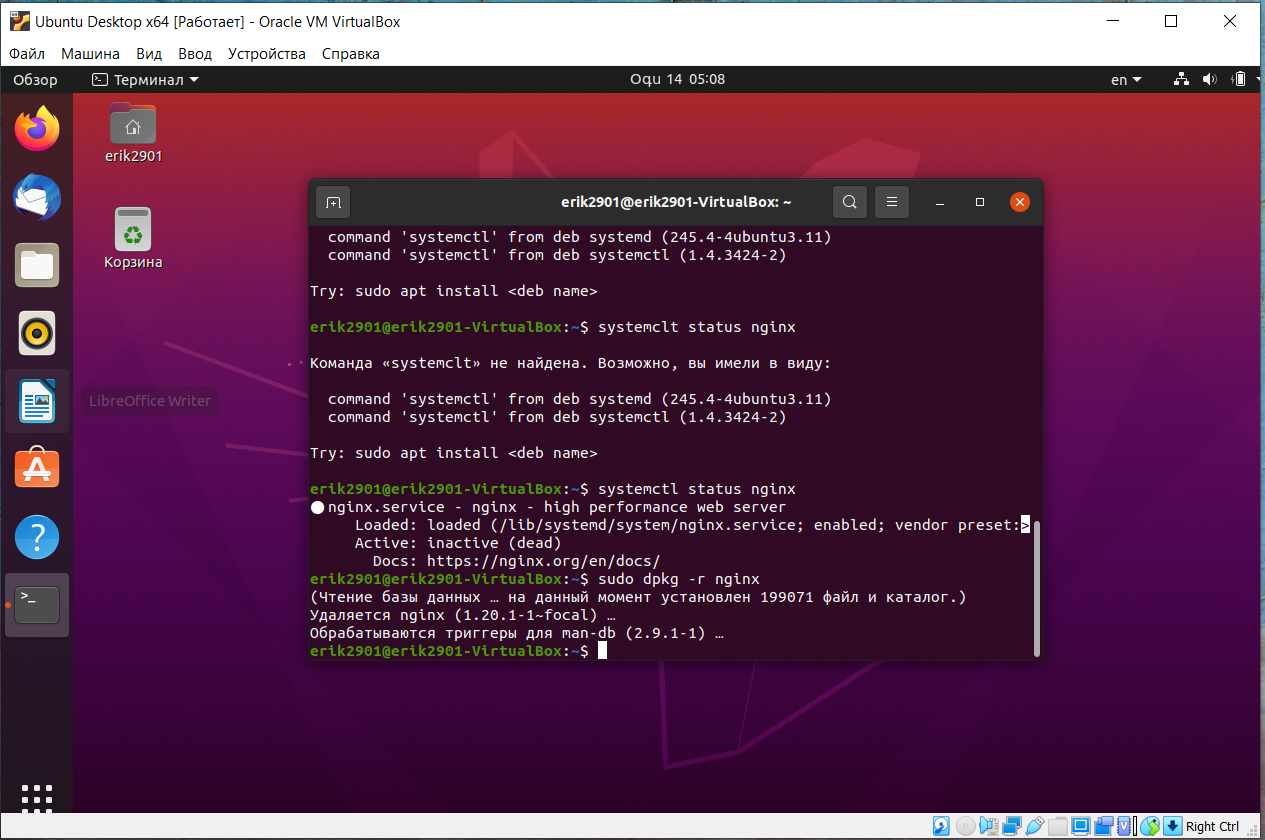 Ubuntu Desktop x64 [Работает] - Oracle VM VirtualBox
Файл Машина Вид Ввод Устройства Справка
Обзор Терминал Oqu 14 05:08 en
erik2901
Корзина
LibreOffice Writer
erik2901@erik2901-VirtualBox: ~
command 'systemctl' from deb systemd (245.4-4ubuntu3.11)
command 'systemctl' from deb systemctl (1.4.3424-2)
Try: sudo apt install <deb name>
erik2901@erik2901-VirtualBox:~$ systemclt status nginx
Команда «systemclt» не найдена. Возможно, вы имели в виду:
command 'systemctl' from deb systemd (245.4-4ubuntu3.11)
command 'systemctl' from deb systemctl (1.4.3424-2)
Try: sudo apt install <deb name>
erik2901@erik2901-VirtualBox:~$ systemctl status nginx
●nginx.service - nginx - high performance web server
Loaded: loaded (/lib/systemd/system/nginx.service; enabled; vendor preset:>
Active: inactive (dead)
Docs: https://nginx.org/en/docs/
erik2901@erik2901-VirtualBox:~$ sudo dpkg -r nginx
(Чтение базы данных … на данный момент установлен 199071 файл и каталог.)
Удаляется nginx (1.20.1-1~focal) …
Обрабатываются триггеры для man-db (2.9.1-1) …
erik2901@erik2901-VirtualBox:~$
Right Ctrl